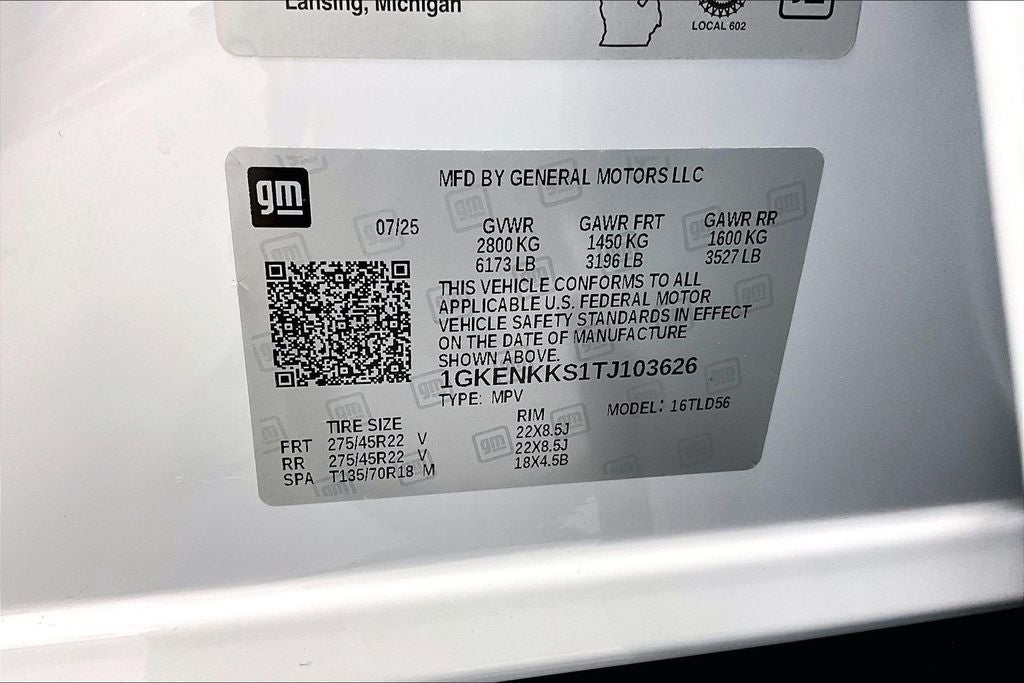 Lansing, Michigan
LOCAL 602
gm
MFD BY GENERAL MOTORS LLC
07/25 GVWR GAWR FRT GAWR RR
2800 KG 1450 KG 1600 KG
6173 LB 3196 LB 3527 LB
THIS VEHICLE CONFORMS TO ALL
APPLICABLE U.S. FEDERAL MOTOR
VEHICLE SAFETY STANDARDS IN EFFECT
ON THE DATE OF MANUFACTURE
SHOWN ABOVE.
1GKENKKS1TJ103626
TYPE: MPV MODEL: 16TLD56
TIRE SIZE RIM
FRT 275/45R22 V 22X8.5J
RR 275/45R22 V 22X8.5J
SPA T135/70R18 M 18X4.5B